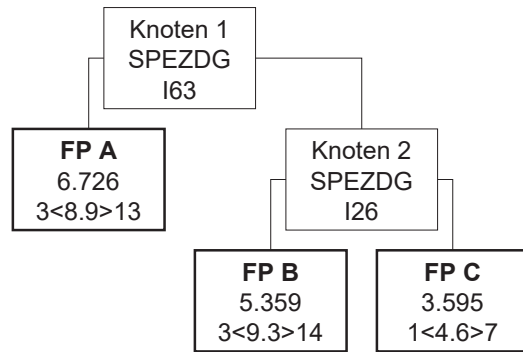 Knoten 1
SPEZDG
I63
FP A
6.726
3<8.9>13
Knoten 2
SPEZDG
I26
FP B
5.359
3<9.3>14
FP C
3.595
1<4.6>7